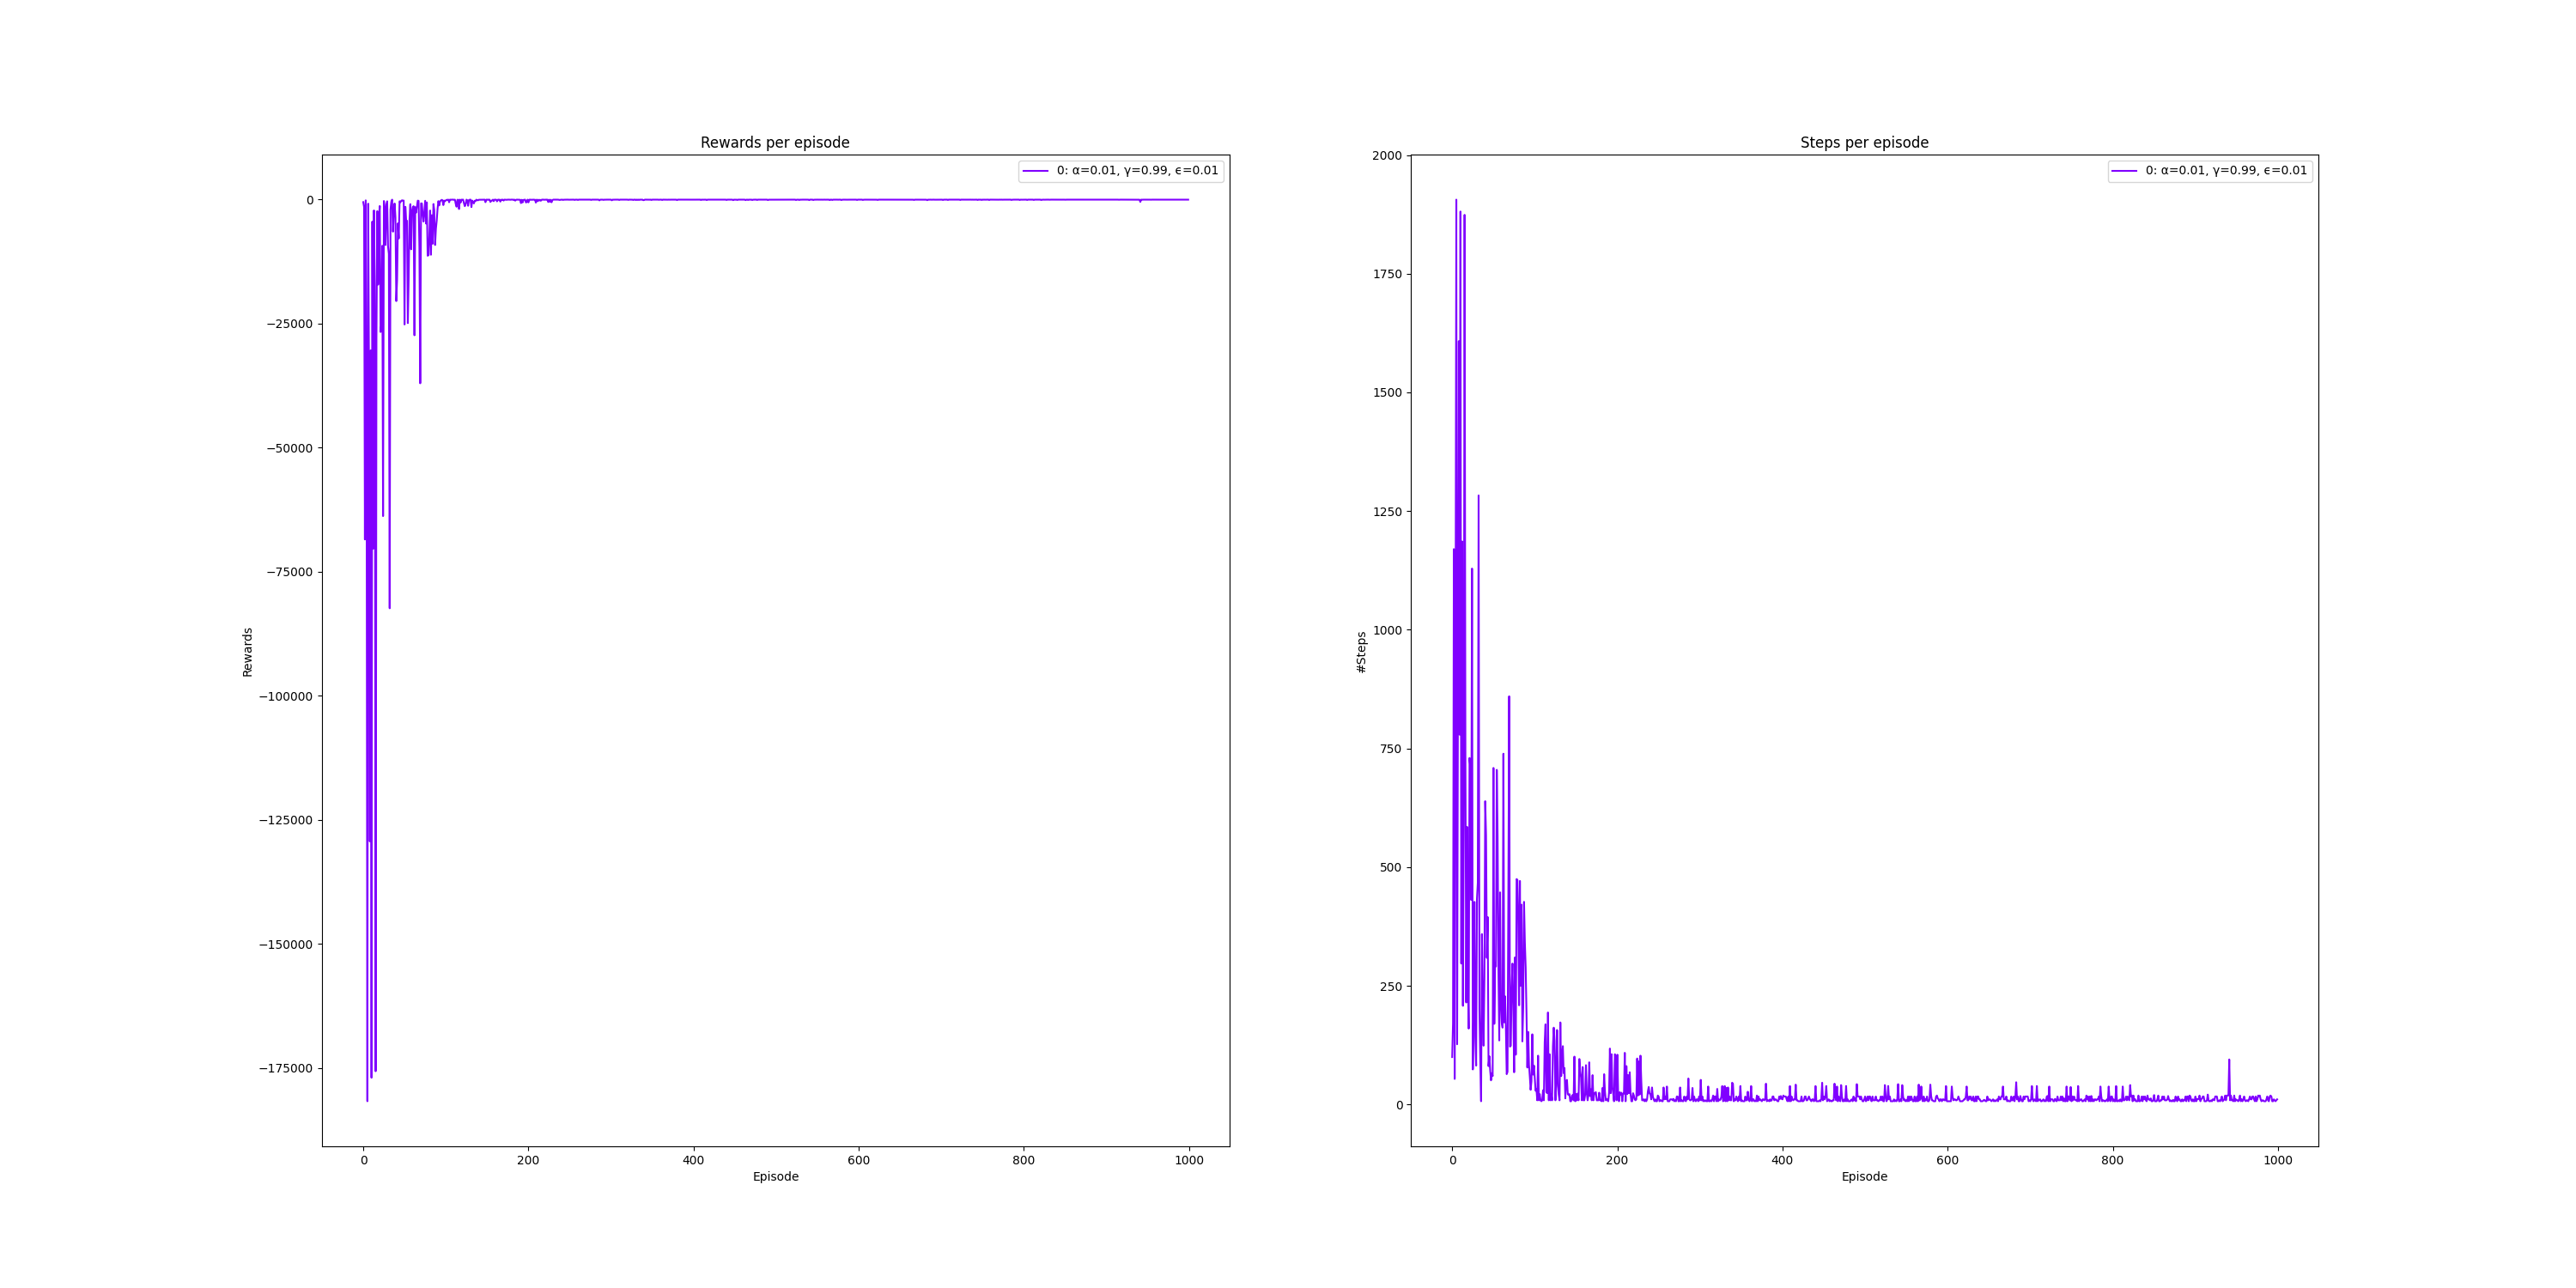 Rewards per episode
0: α=0.01, γ=0.99, ϵ=0.01
0
−25000
−50000
−75000
−100000
−125000
−150000
−175000
Rewards
0 200 400 600 800 1000
Episode
Steps per episode
0: α=0.01, γ=0.99, ϵ=0.01
2000
1750
1500
1250
1000
750
500
250
0
#Steps
0 200 400 600 800 1000
Episode